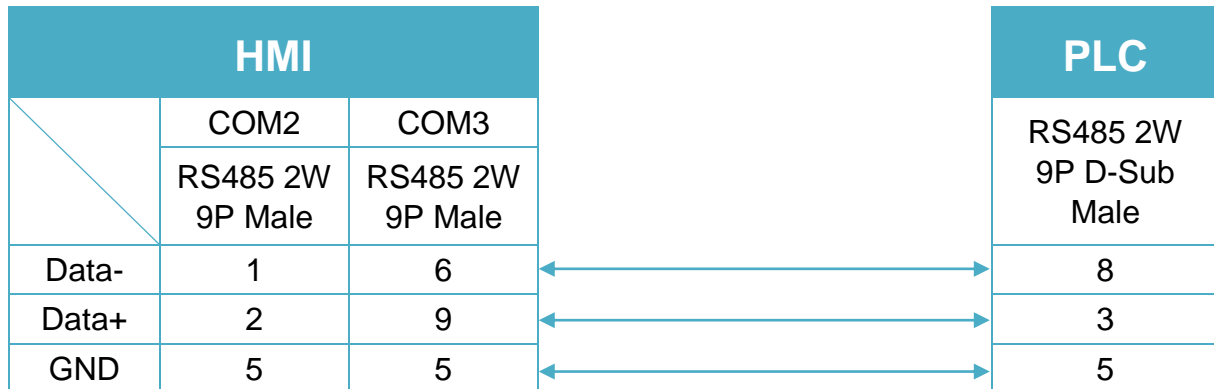 HMI
PLC
COM2 COM3
RS485 2W
9P Male
RS485 2W
9P Male
RS485 2W
9P D-Sub
Male
Data- 1 6 8
Data+ 2 9 3
GND 5 5 5